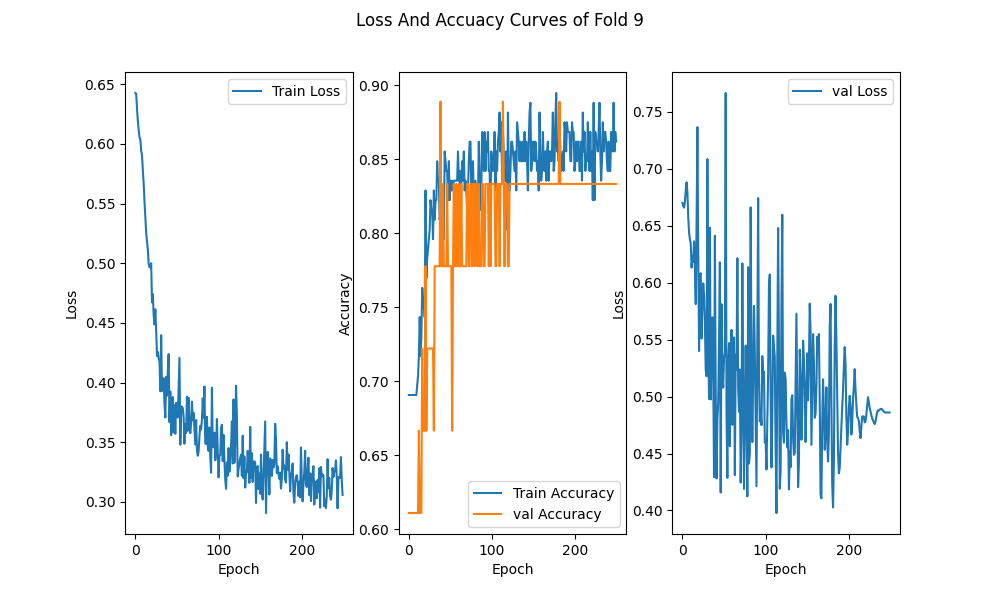 Loss And Accuacy Curves of Fold 9
Train Loss
0.65
0.60
0.55
0.50
0.45
0.40
0.35
0.30
Loss
0
100
200
Epoch
0.90
0.85
0.80
0.75
0.70
0.65
0.60
Accuracy
Train Accuracy
val Accuracy
0
100
200
Epoch
val Loss
0.75
0.70
0.65
0.60
0.55
0.50
0.45
0.40
Loss
0
100
200
Epoch